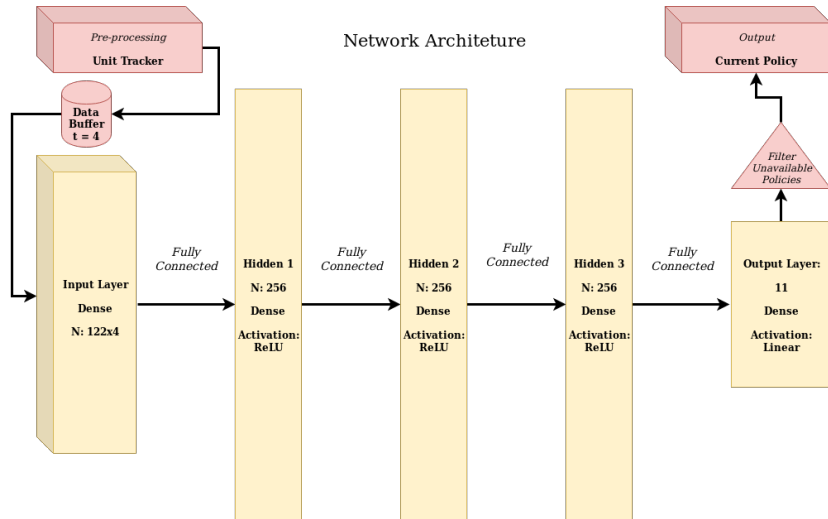 Pre-processing
Unit Tracker
Network Architeture
Output
Current Policy
Data
Buffer
t = 4
Filter
Unavailable
Policies
Fully
Connected
Fully
Connected
Fully
Connected
Fully
Connected
Input Layer
Dense
N: 122x4
Hidden 1
N: 256
Dense
Activation:
ReLU
Hidden 2
N: 256
Dense
Activation:
ReLU
Hidden 3
N: 256
Dense
Activation:
ReLU
Output Layer:
11
Dense
Activation:
Linear